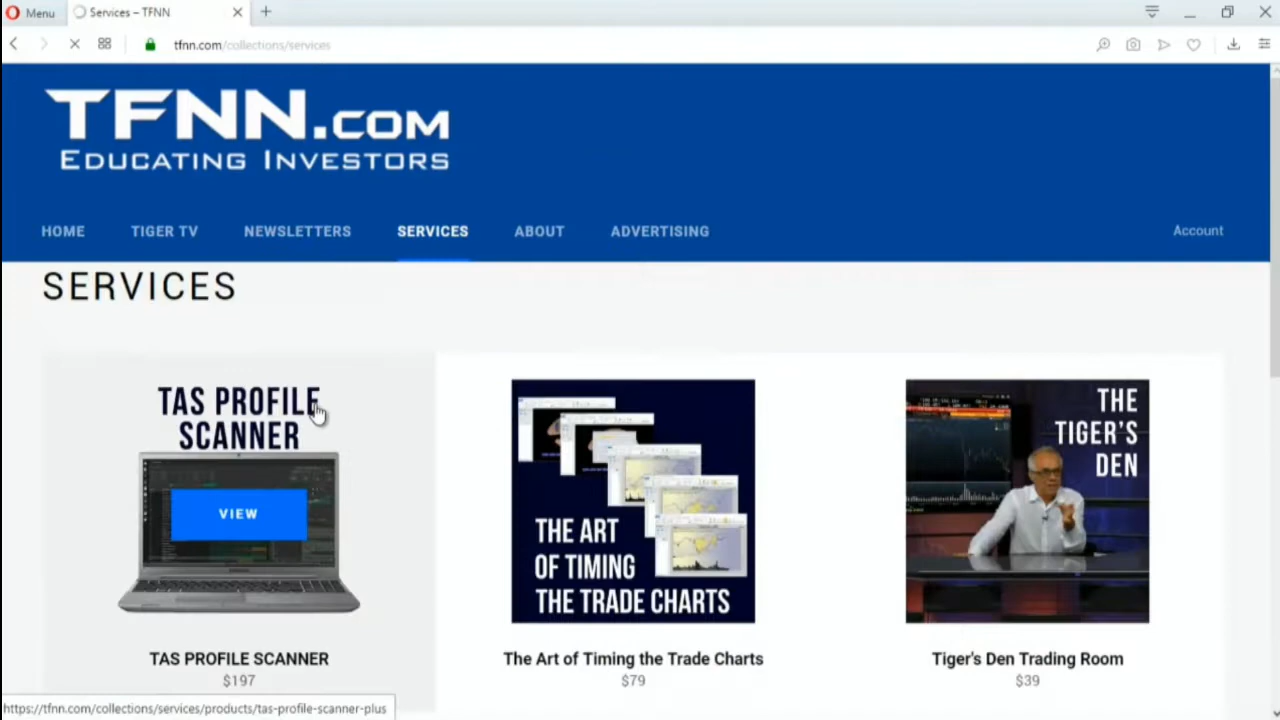 Menu
Services – TFNN
tfnn.com/collections/services
TFNN.COM
EDUCATING INVESTORS
HOME TIGER TV NEWSLETTERS SERVICES ABOUT ADVERTISING Account
SERVICES
TAS PROFILE
SCANNER
VIEW
THE ART
OF TIMING
THE TRADE CHARTS
THE
TIGER'S
DEN
TAS PROFILE SCANNER The Art of Timing the Trade Charts Tiger's Den Trading Room
$197 $79 $39
https://tfnn.com/collections/services/products/tas-profile-scanner-plus